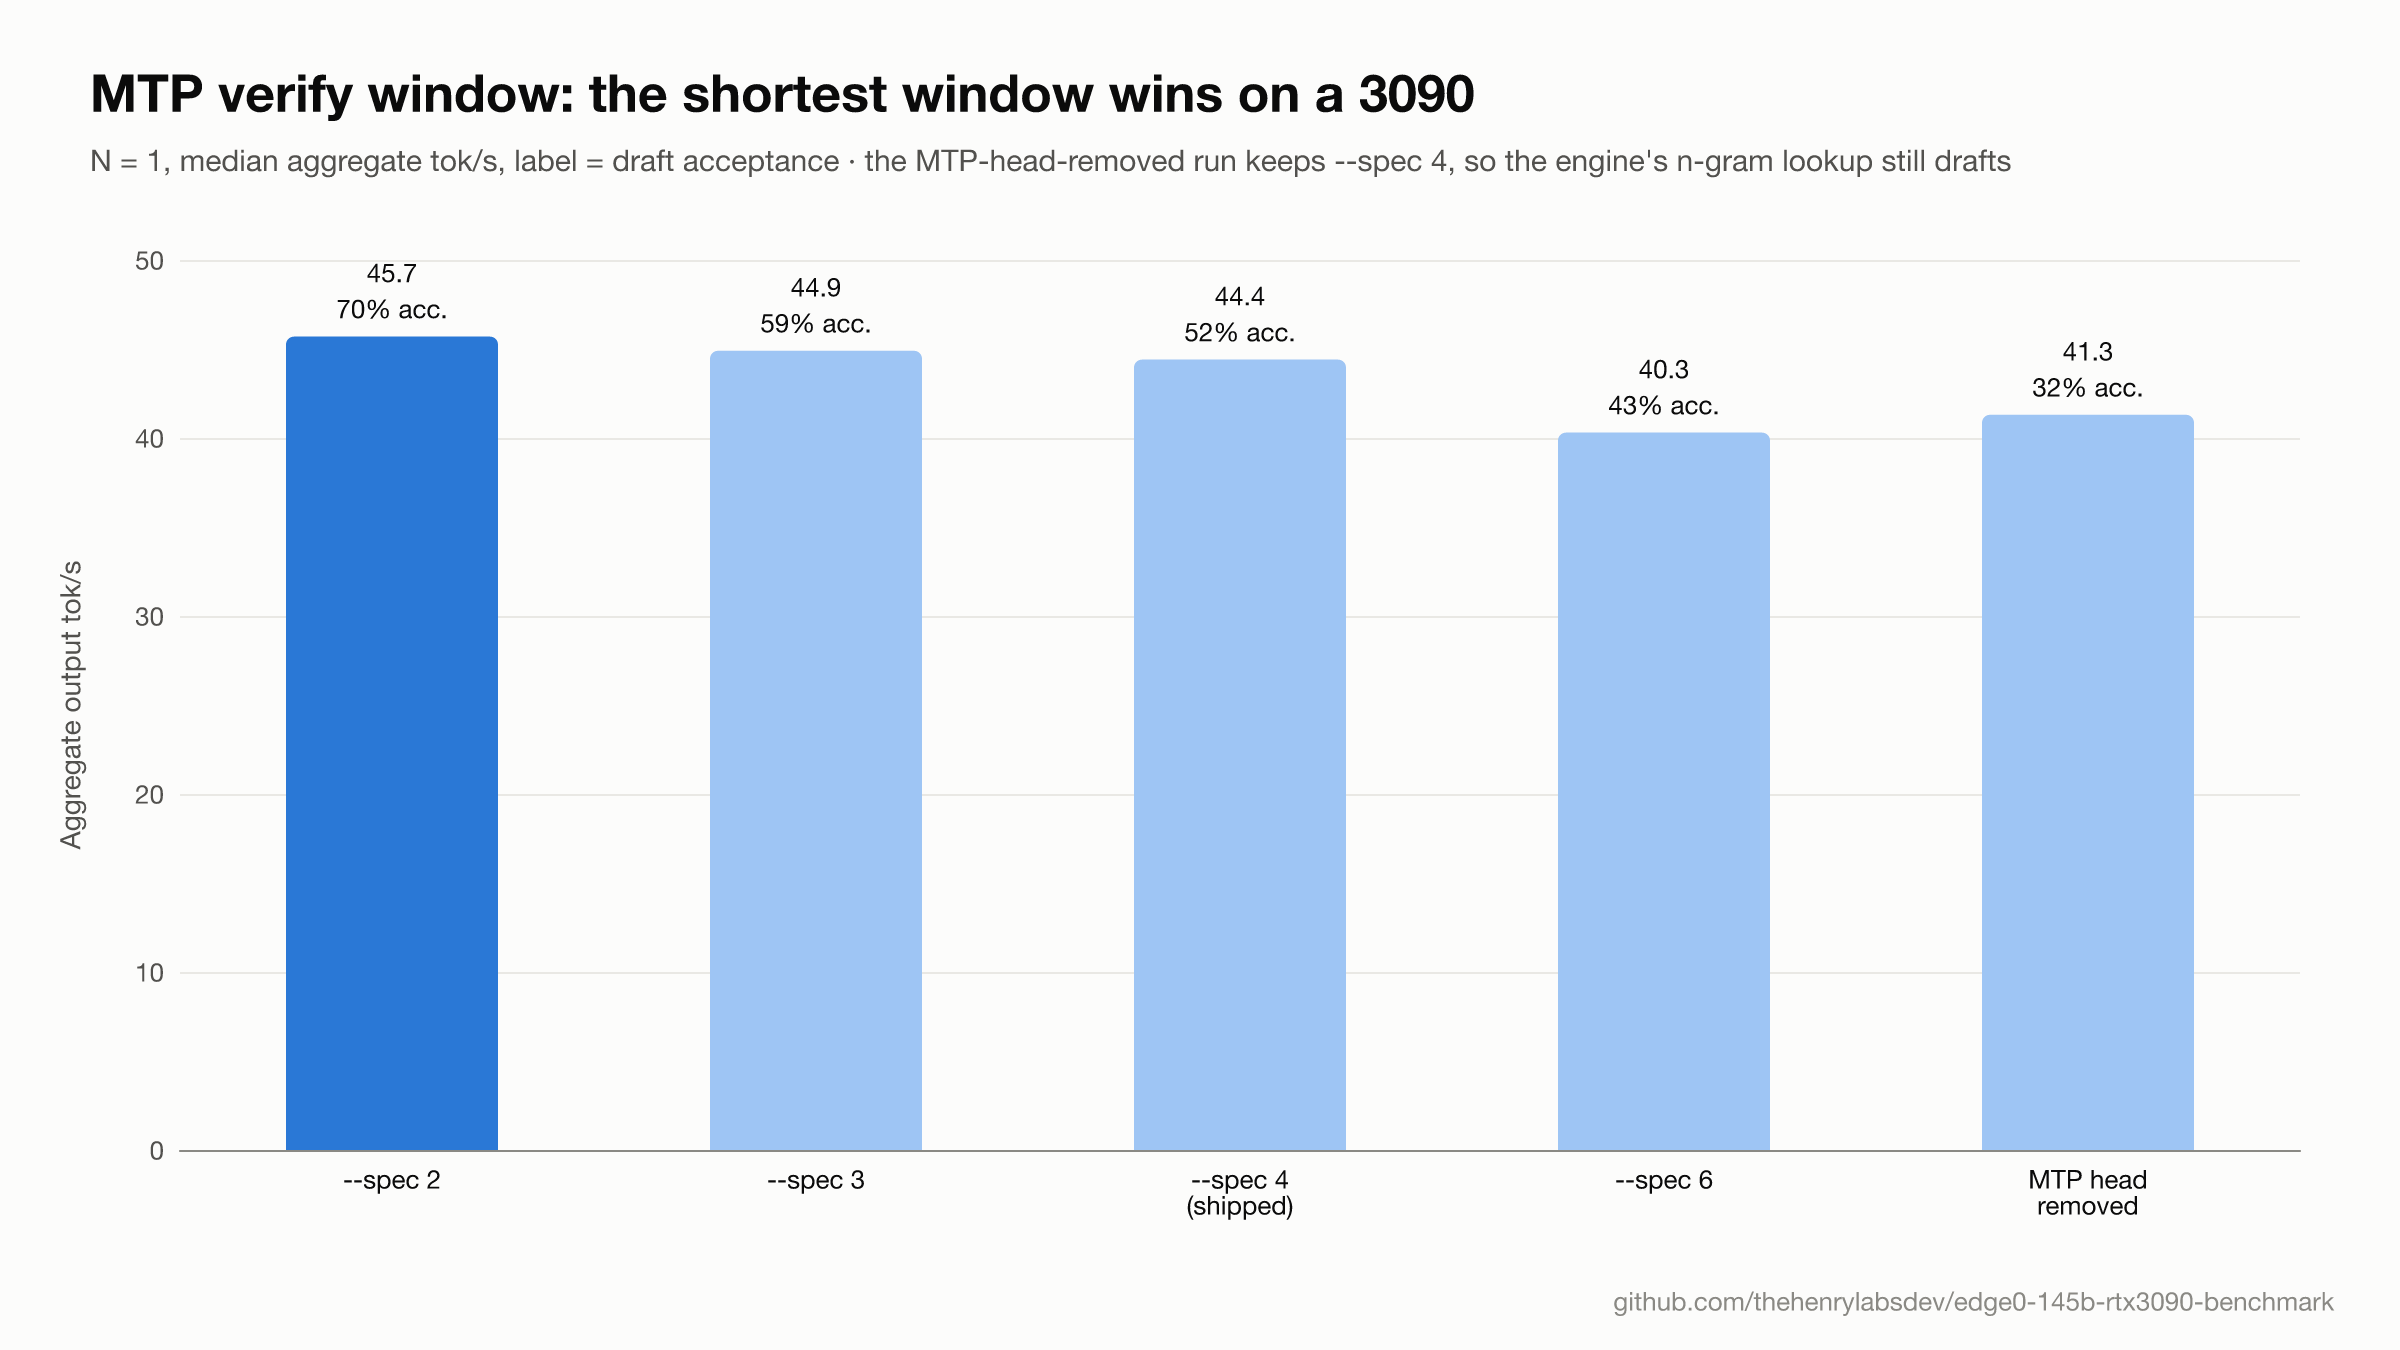 MTP verify window: the shortest window wins on a 3090
N = 1, median aggregate tok/s, label = draft acceptance · the MTP-head-removed run keeps --spec 4, so the engine's n-gram lookup still drafts
Aggregate output tok/s
50
40
30
20
10
0
45.7
70% acc.
44.9
59% acc.
44.4
52% acc.
40.3
43% acc.
41.3
32% acc.
--spec 2
--spec 3
--spec 4
(shipped)
--spec 6
MTP head
removed
github.com/thehenrylabsdev/edge0-145b-rtx3090-benchmark